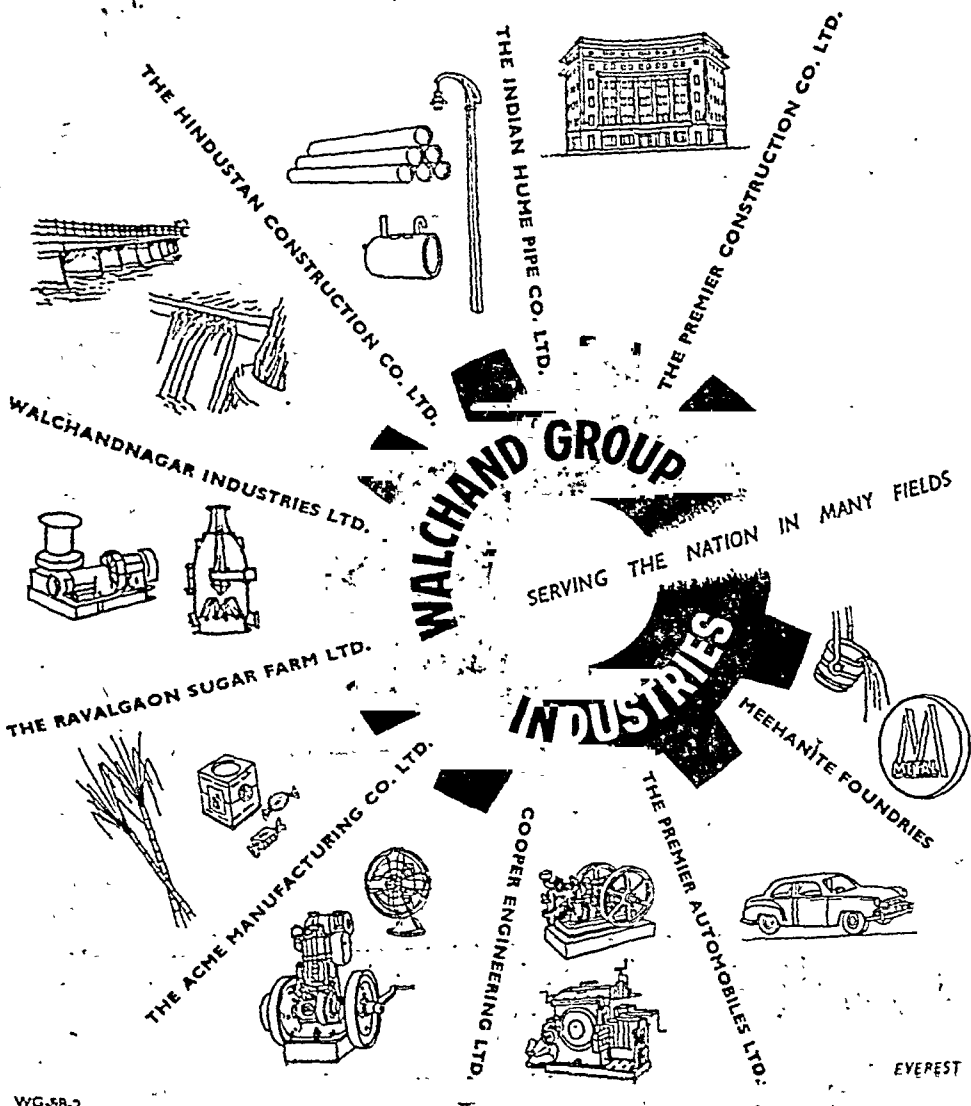 THE HINDUSTAN CONSTRUCTION CO. LTD.
THE INDIAN HUME PIPE CO. LTD.
THE PREMIER CONSTRUCTION CO. LTD.
WALCHANDNAGAR INDUSTRIES LTD.
WALCHAND GROUP
SERVING THE NATION IN MANY FIELDS
INDUSTRIES
THE RAVALGAON SUGAR FARM LTD.
MEEHANITE FOUNDRIES
M
METAL
THE ACME MANUFACTURING CO. LTD.
COOPER ENGINEERING LTD.
THE PREMIER AUTOMOBILES LTD.
EVEREST
WG-58-2